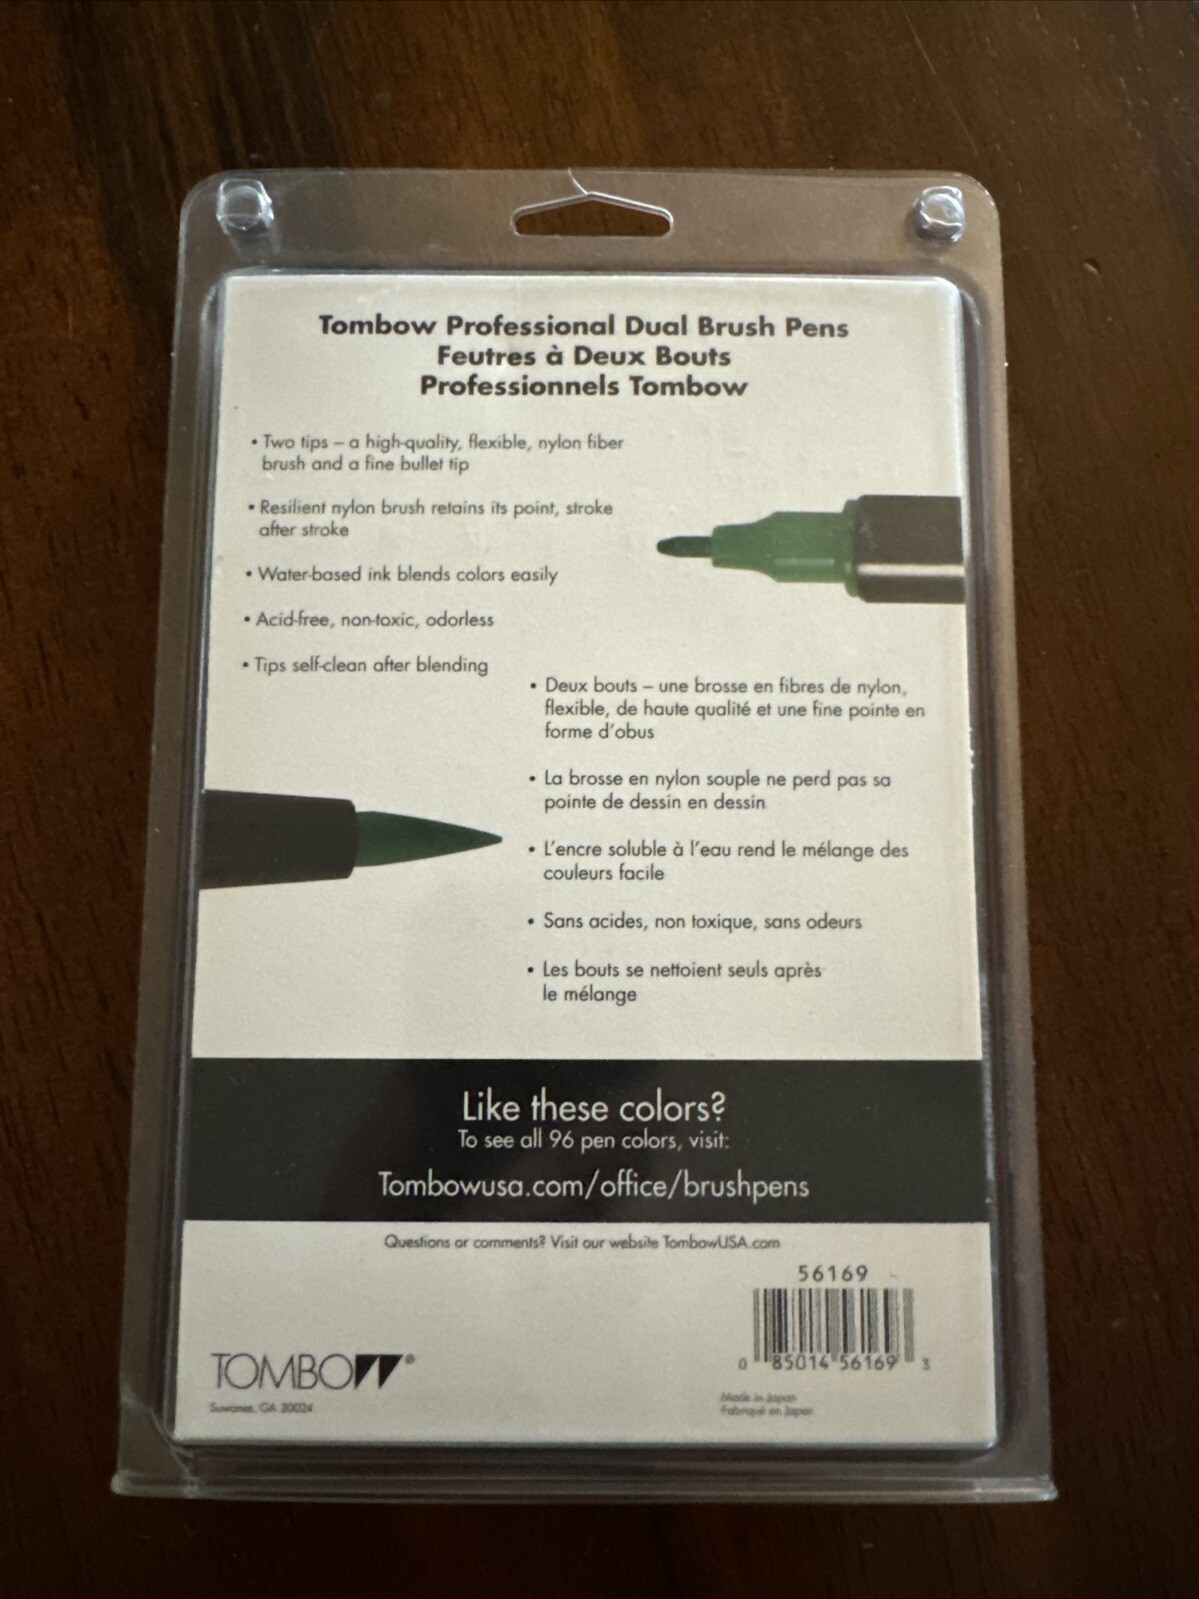 Tombow Professional Dual Brush Pens
Feutres à Deux Bouts
Professionnels Tombow
• Two tips – a high-quality, flexible, nylon fiber
brush and a fine bullet tip
• Resilient nylon brush retains its point, stroke
after stroke
• Water-based ink blends colors easily
• Acid-free, non-toxic, odorless
• Tips self-clean after blending
• Deux bouts – une brosse en fibres de nylon,
flexible, de haute qualité et une fine pointe en
forme d'obus
• La brosse en nylon souple ne perd pas sa
pointe de dessin en dessin
• L'encre soluble à l'eau rend le mélange des
couleurs facile
• Sans acides, non toxique, sans odeurs
• Les bouts se nettoient seuls après
le mélange
Like these colors?
To see all 96 pen colors, visit:
Tombowusa.com/office/brushpens
Questions or comments? Visit our website TombowUSA.com
56169
0 85014 56169 3
TOMBOW®
Suwanee, GA 30024
Made in Japan
Fabriqué en Japan